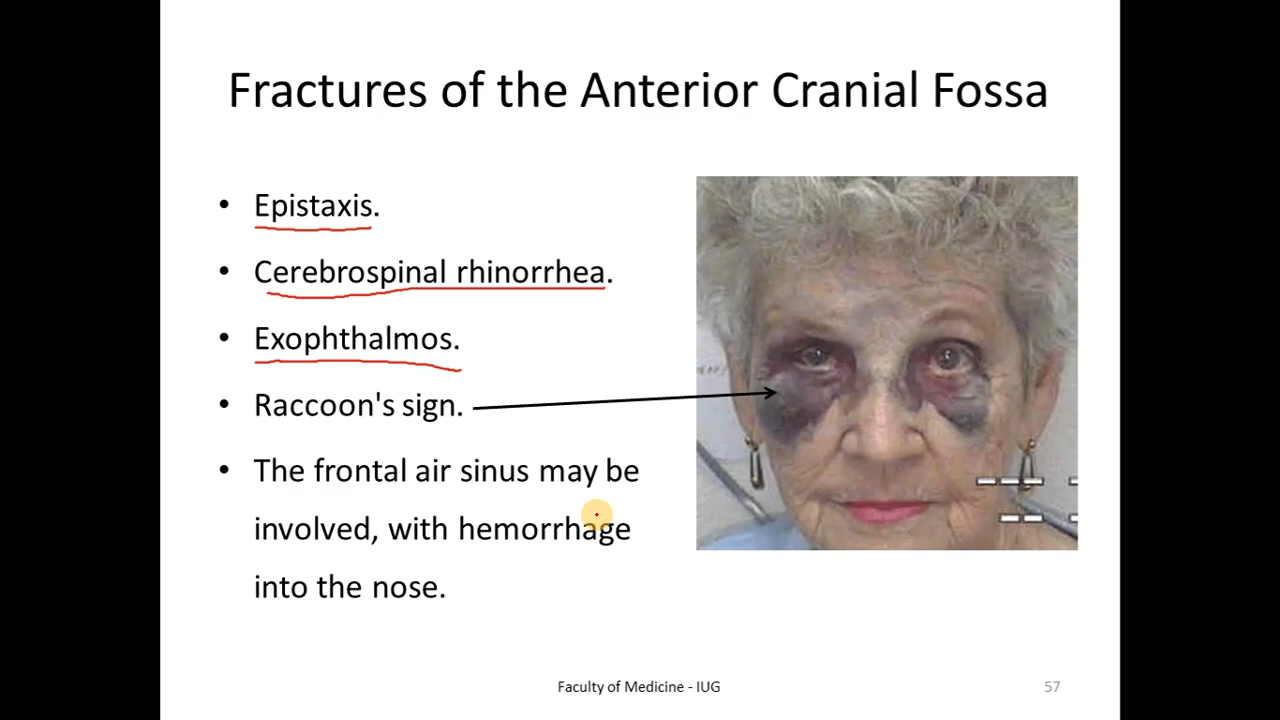 Fractures of the Anterior Cranial Fossa
• Epistaxis.
• Cerebrospinal rhinorrhea.
• Exophthalmos.
• Raccoon's sign.
• The frontal air sinus may be
involved, with hemorrhage
into the nose.
Faculty of Medicine - IUG
57